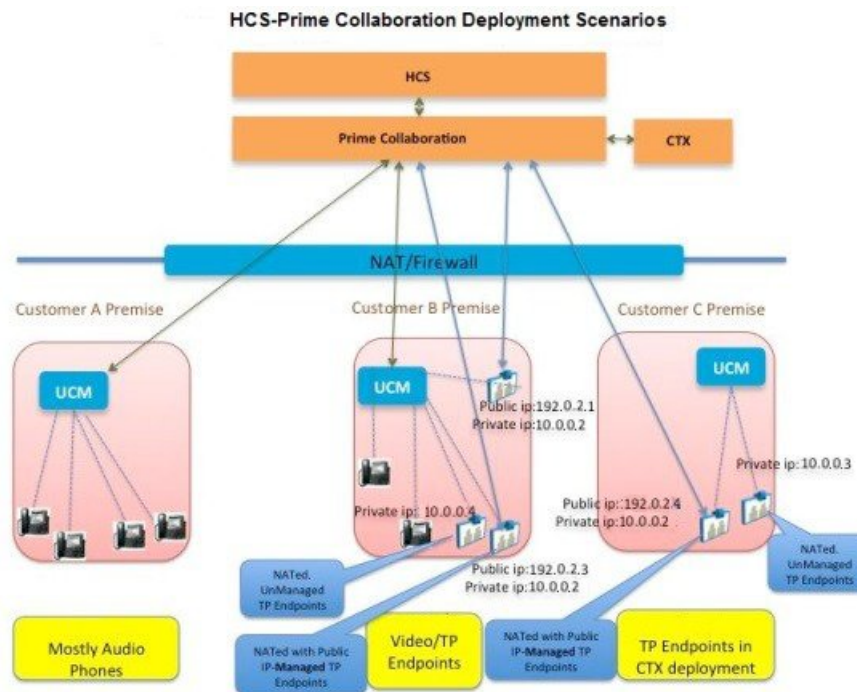 HCS-Prime Collaboration Deployment Scenarios
HCS
Prime Collaboration
CTX
NAT/Firewall
Customer A Premise
Customer B Premise
Customer C Premise
UCM
UCM
Public ip:192.0.2.1
Private ip:10.0.0.2
Private ip: 10.0.0.4
Public ip:192.0.2.3
Private ip:10.0.0.2
UCM
Private ip:10.0.0.3
Public ip: 192.0.2.4
Private ip:10.0.0.2
NATed.
UnManaged
TP Endpoints
NATed with Public
IP-Managed TP
Endpoints
NATed with Public
IP-Managed TP
Endpoints
NATed.
UnManaged
TP Endpoints
Mostly Audio
Phones
Video/TP
Endpoints
TP Endpoints in
CTX deployment